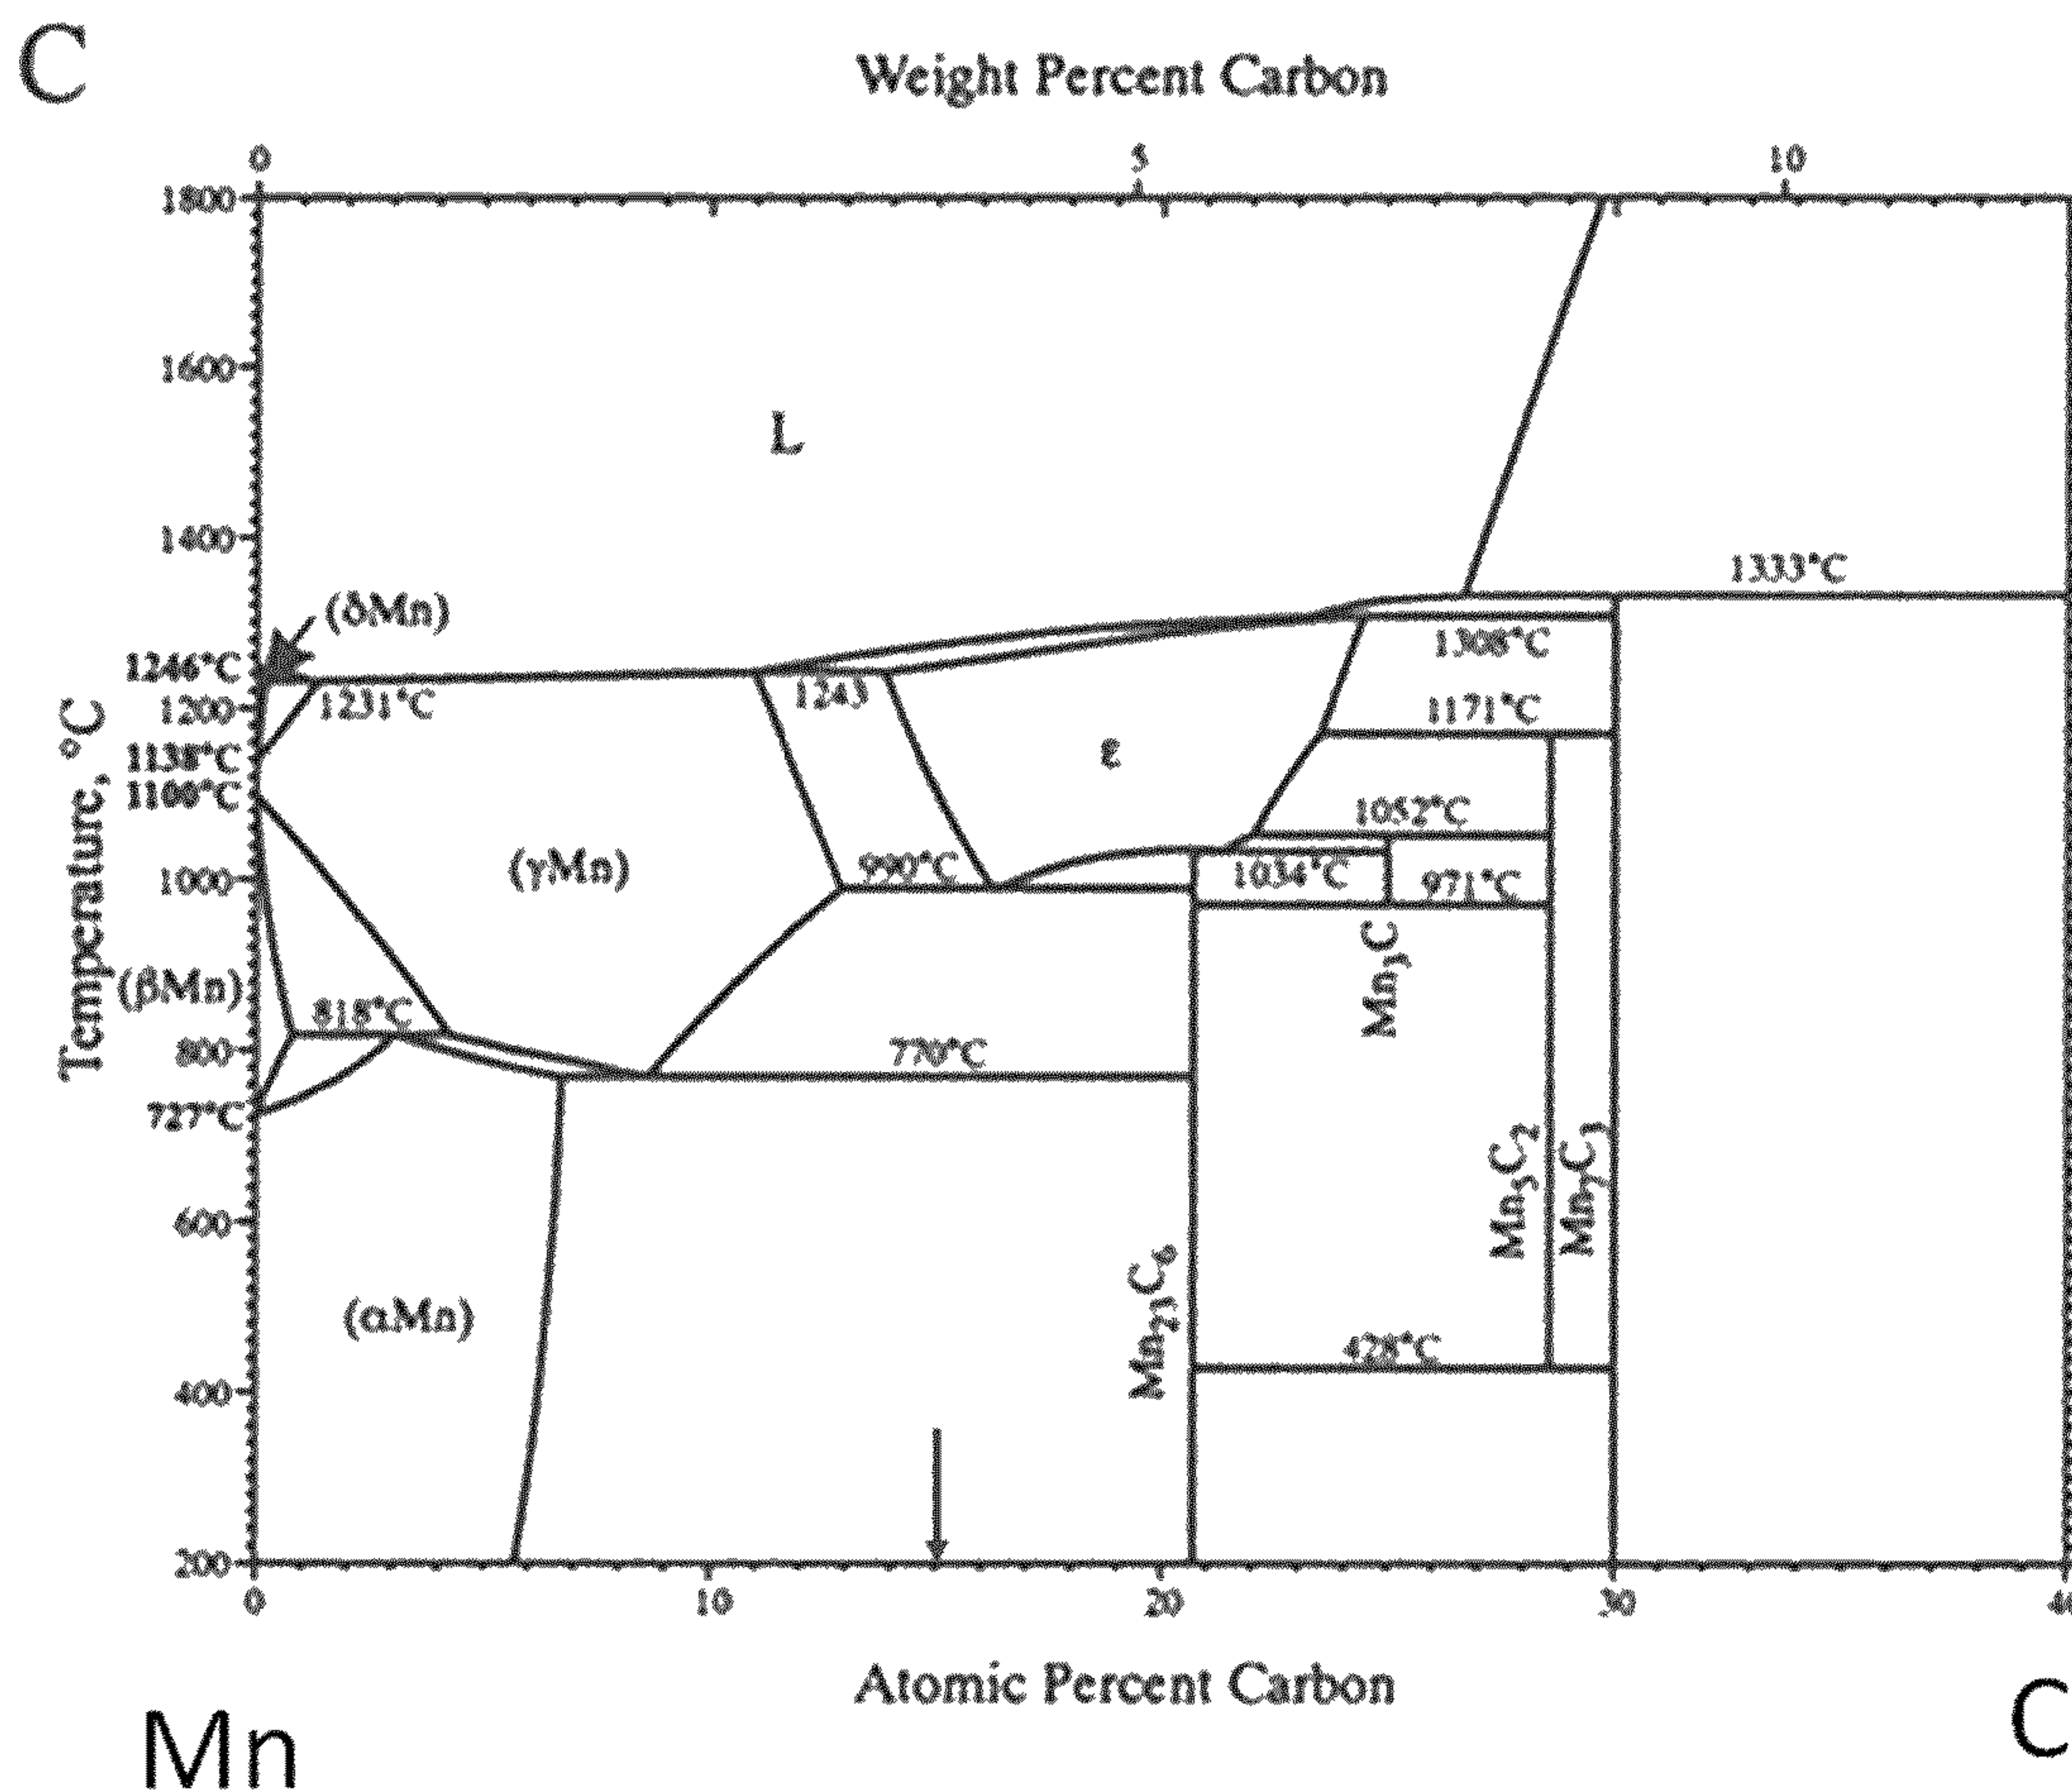 C
Weight Percent Carbon
0 5 10
1800
1600
L
1400
1333°C
(δMn)
1308°C
1246°C
1243
1231°C
1200
1171°C
ε
1138°C
1100°C
1052°C
(γMn)
990°C
1000
1034°C
971°C
Mn₃C
(βMn)
818°C
800
770°C
727°C
Mn₅C₂
Mn₇C₃
600
Mn₂₃C₆
(αMn)
428°C
400
200
0 10 20 30
Temperature, °C
Atomic Percent Carbon
Mn
C